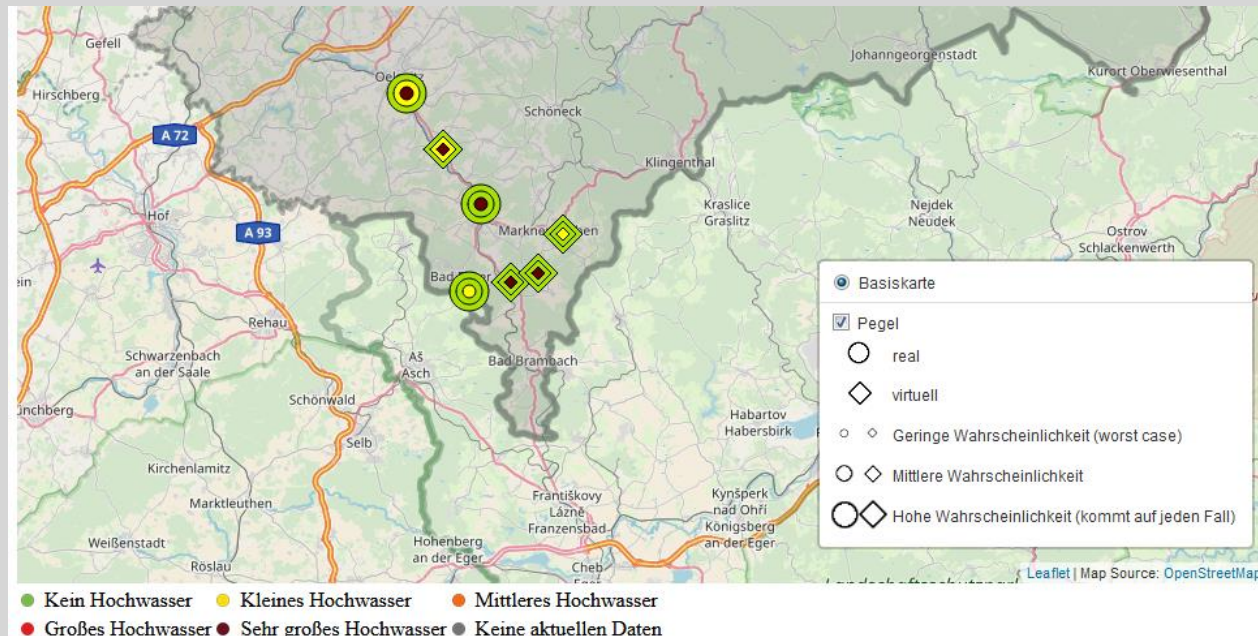 Gefell
Hirschberg
A 72
Hof
A 93
Rehau
Schwarzenbach
an der Saale
Schönwald
Selb
Kirchenlamitz
Marktleuthen
Weißenstadt
Röslau
Hohenberg
an der Eger
Schöneck
Klingenthal
Bad Brambach
Aš
Asch
Františkovy
Lázně
Franzensbad
Cheb
Eger
Kraslice
Graslitz
Johanngeorgenstadt
Kurort Oberwiesenthal
Nejdek
Neudek
Ostrov
Schlackenwerth
Habartov
Habersbirk
Kynšperk
nad Ohří
Königsberg
an der Eger
Basiskarte
Pegel
real
virtuell
Geringe Wahrscheinlichkeit (worst case)
Mittlere Wahrscheinlichkeit
Hohe Wahrscheinlichkeit (kommt auf jeden Fall)
Leaflet | Map Source: OpenStreetMap
Kein Hochwasser Kleines Hochwasser Mittleres Hochwasser
Großes Hochwasser Sehr großes Hochwasser Keine aktuellen Daten